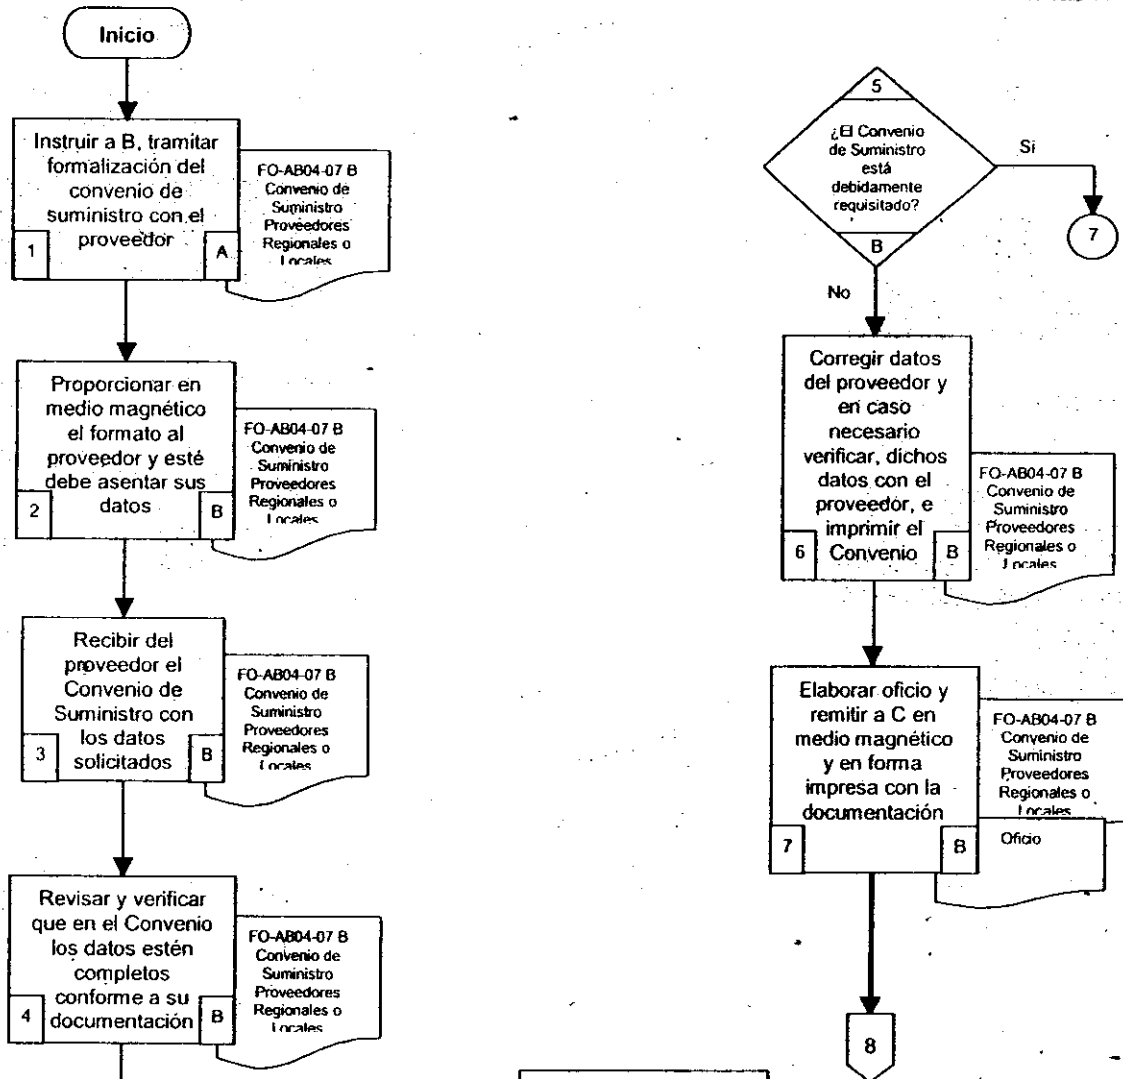 Inicio
Instruir a B, tramitar
formalización del
convenio de
suministro con el
proveedor
1
A
FO-AB04-07 B
Convenio de
Suministro
Proveedores
Regionales o
Locales
Proporcionar en
medio magnético
el formato al
proveedor y esté
debe asentar sus
datos
2
B
FO-AB04-07 B
Convenio de
Suministro
Proveedores
Regionales o
Locales
Recibir del
proveedor el
Convenio de
Suministro con
los datos
solicitados
3
B
FO-AB04-07 B
Convenio de
Suministro
Proveedores
Regionales o
Locales
Revisar y verificar
que en el Convenio
los datos estén
completos
conforme a su
documentación
4
B
FO-AB04-07 B
Convenio de
Suministro
Proveedores
Regionales o
Locales
5
¿El Convenio
de Suministro
está
debidamente
requisitado?
B
Si
7
No
Corregir datos
del proveedor y
en caso
necesario
verificar, dichos
datos con el
proveedor, e
imprimir el
Convenio
6
B
FO-AB04-07 B
Convenio de
Suministro
Proveedores
Regionales o
Locales
Elaborar oficio y
remitir a C en
medio magnético
y en forma
impresa con la
documentación
7
B
FO-AB04-07 B
Convenio de
Suministro
Proveedores
Regionales o
Locales
Oficio
8